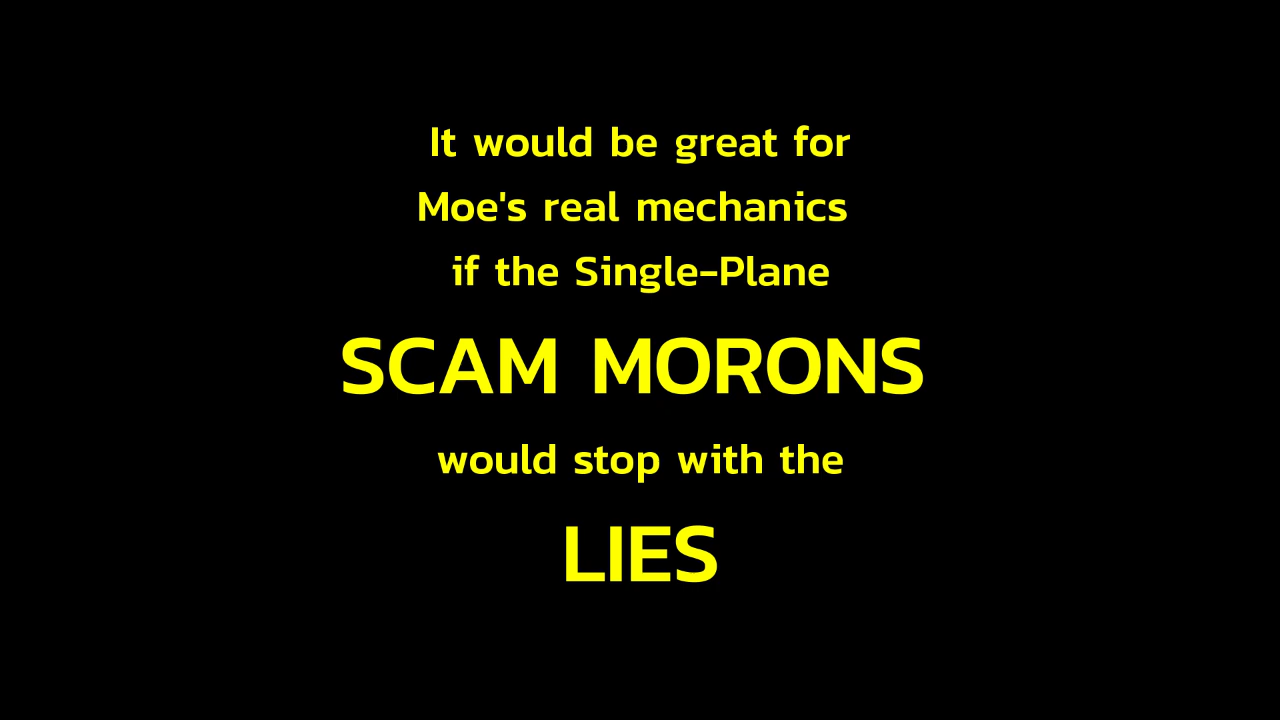 It would be great for
Moe's real mechanics
if the Single-Plane
SCAM MORONS
would stop with the
LIES